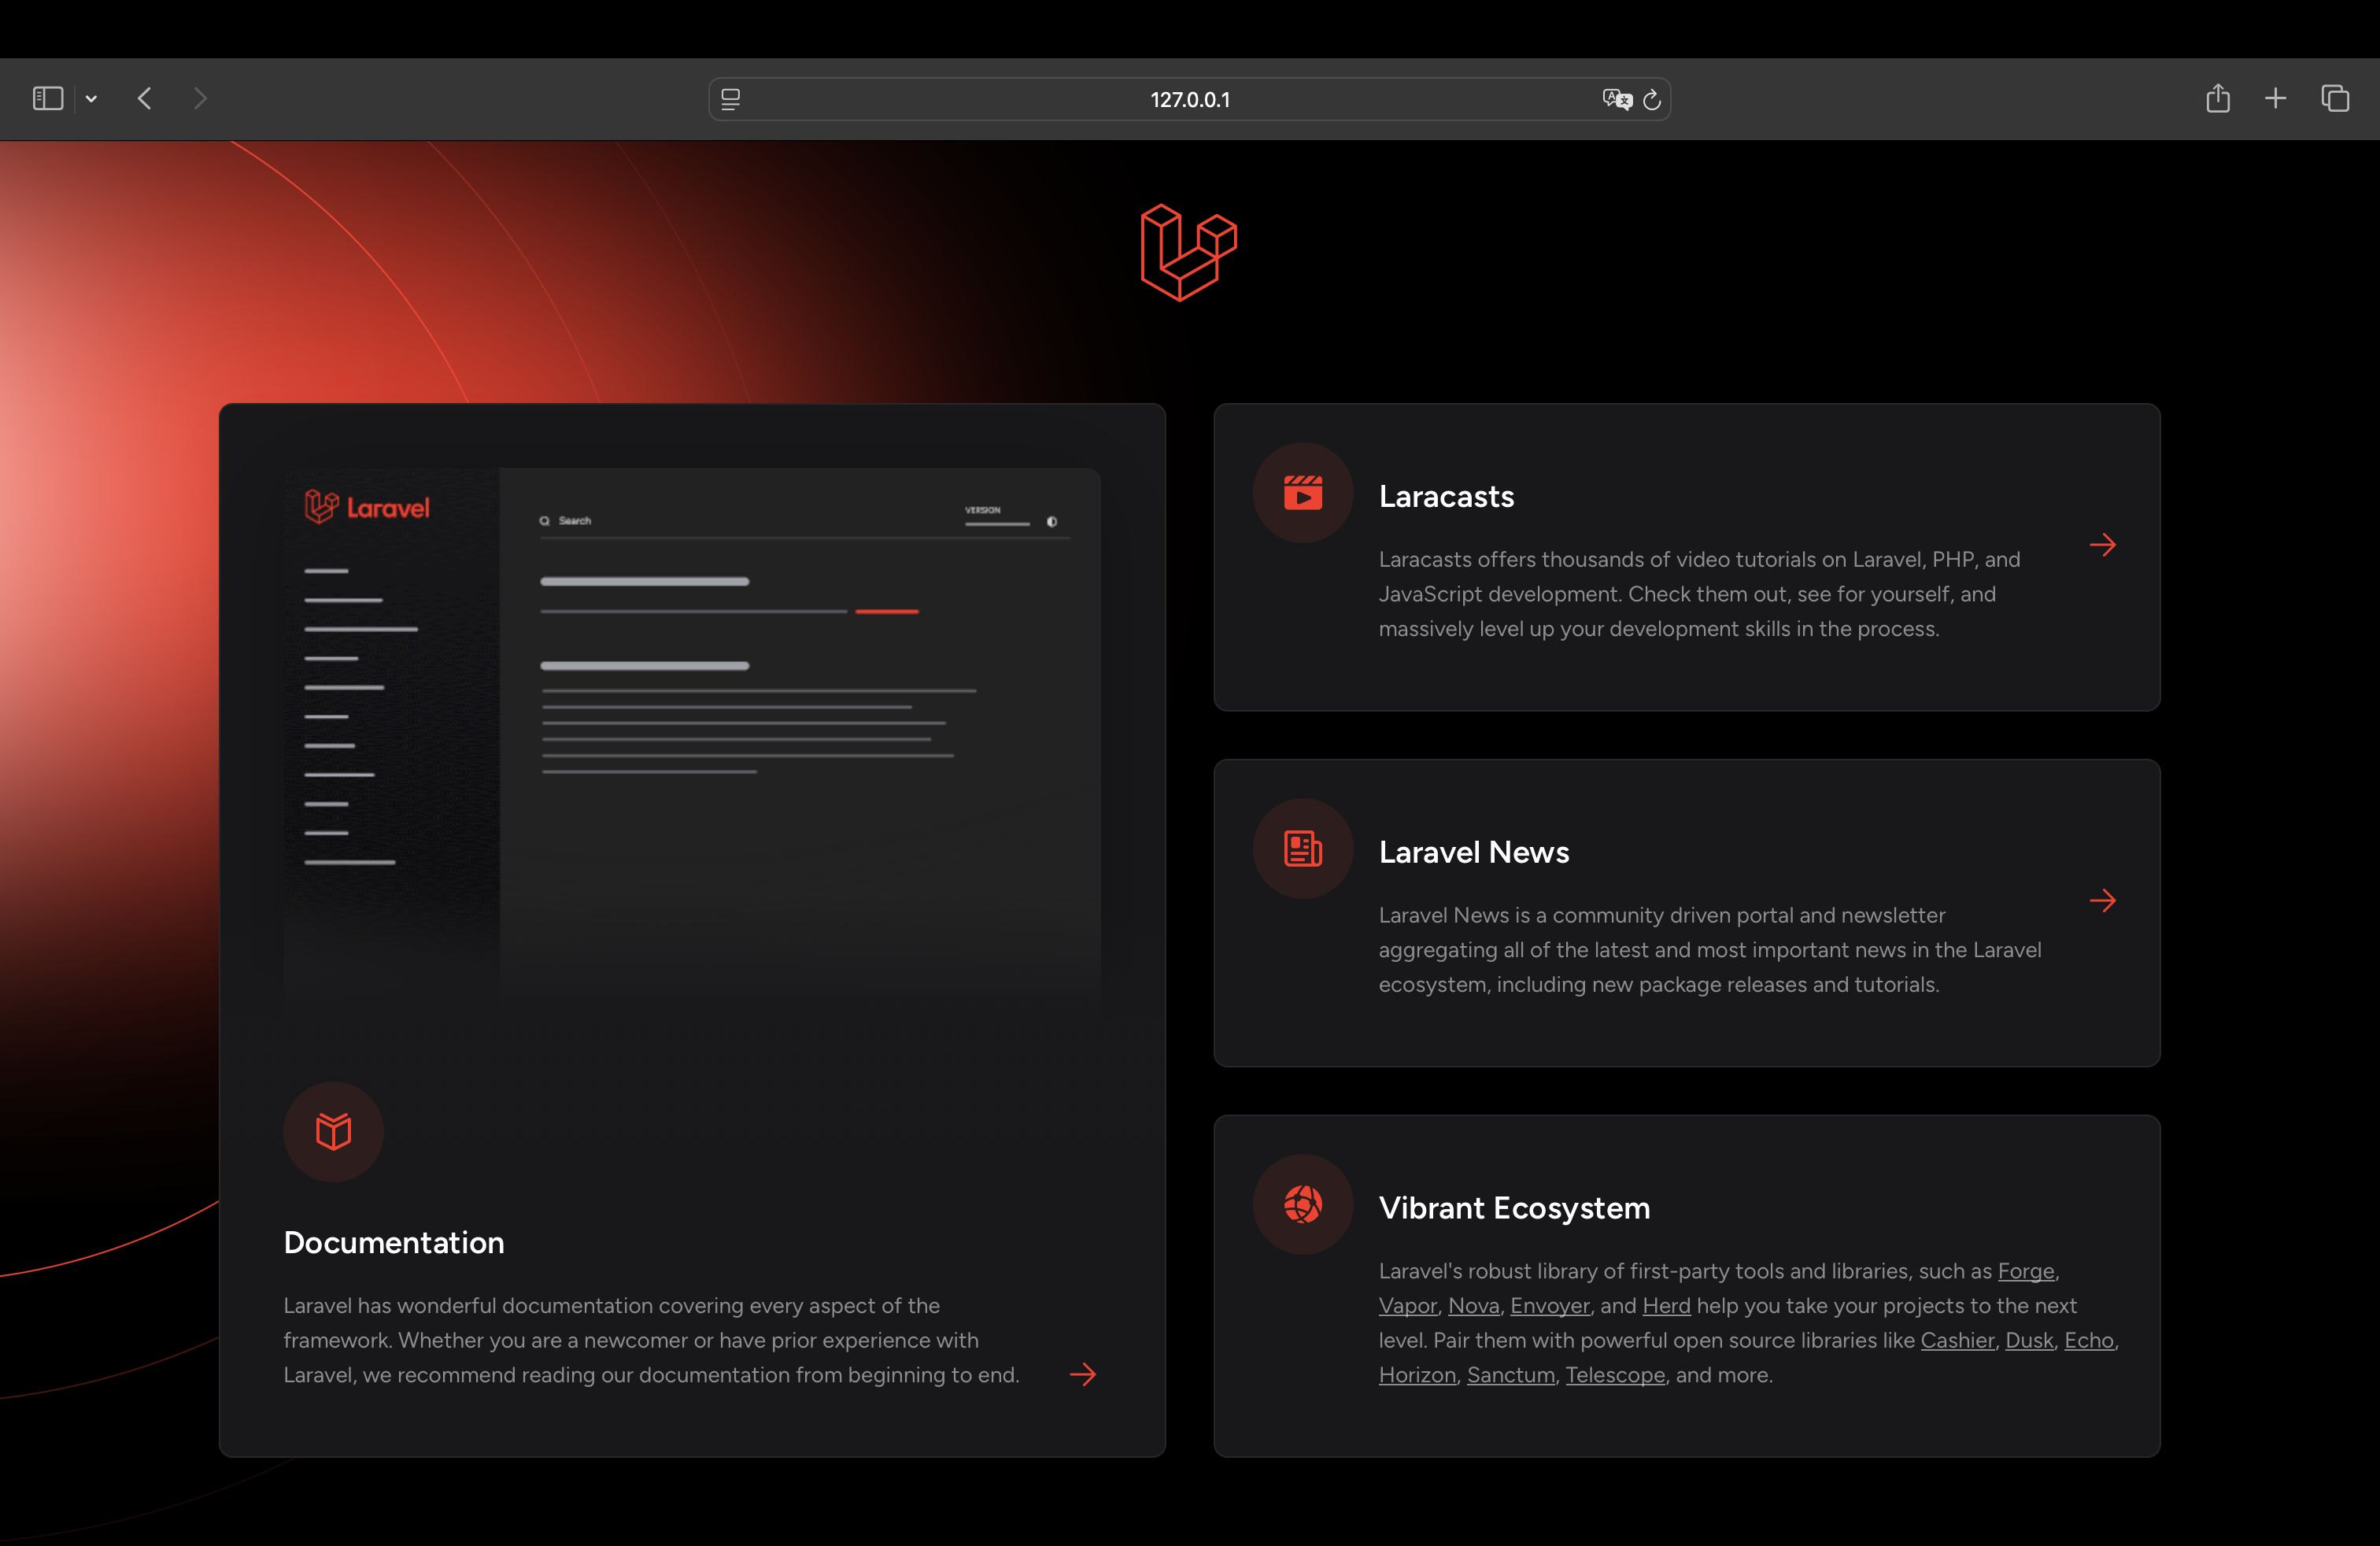 127.0.0.1
Laravel
Search
VERSION
Documentation
Laravel has wonderful documentation covering every aspect of the
framework. Whether you are a newcomer or have prior experience with
Laravel, we recommend reading our documentation from beginning to end.
Laracasts
Laracasts offers thousands of video tutorials on Laravel, PHP, and
JavaScript development. Check them out, see for yourself, and
massively level up your development skills in the process.
Laravel News
Laravel News is a community driven portal and newsletter
aggregating all of the latest and most important news in the Laravel
ecosystem, including new package releases and tutorials.
Vibrant Ecosystem
Laravel's robust library of first-party tools and libraries, such as Forge,
Vapor, Nova, Envoyer, and Herd help you take your projects to the next
level. Pair them with powerful open source libraries like Cashier, Dusk, Echo,
Horizon, Sanctum, Telescope, and more.